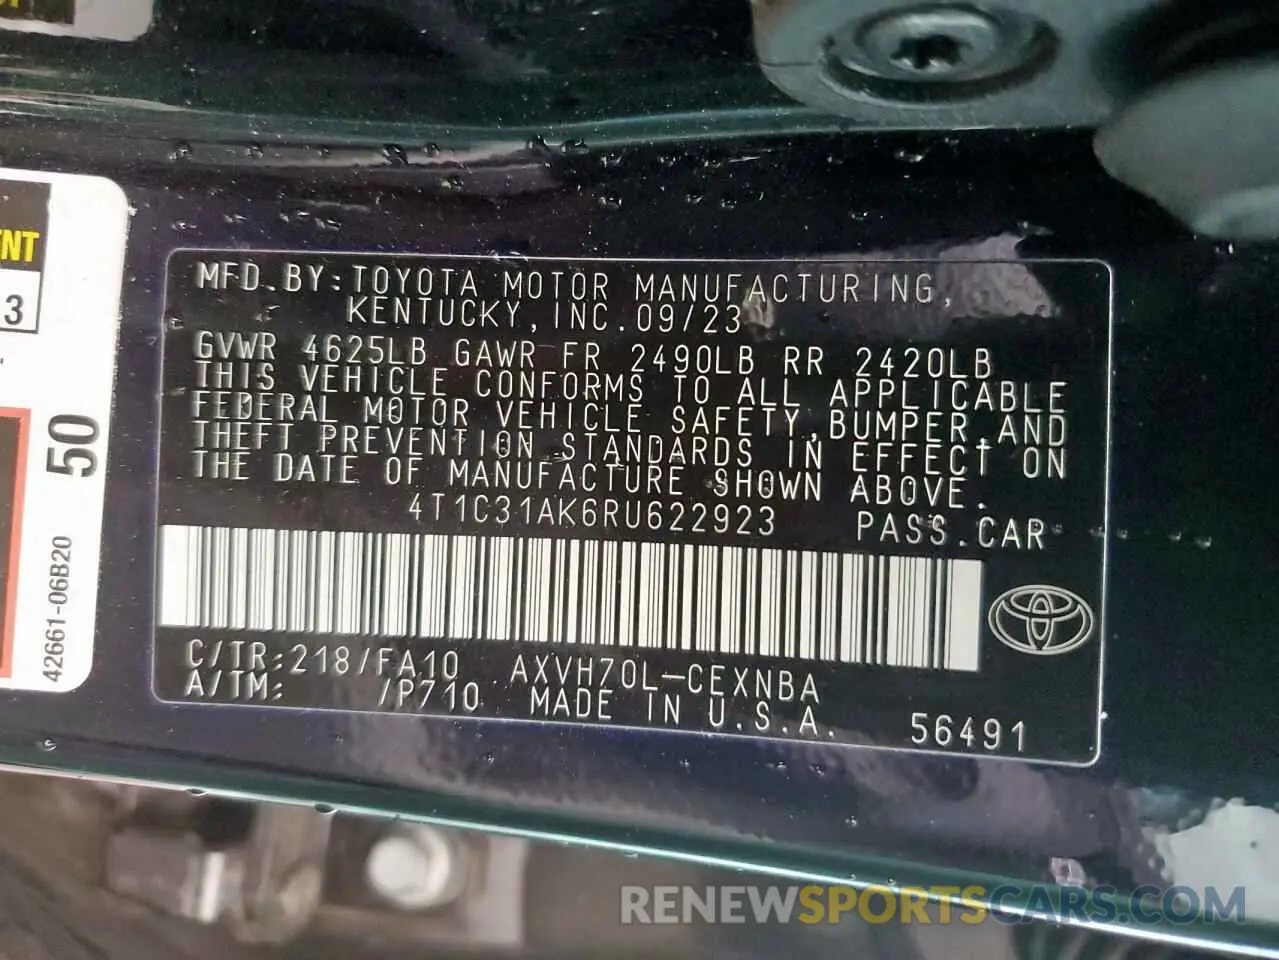 ENT
3
50
42661-06B20
MFD.BY:TOYOTA MOTOR MANUFACTURING,
KENTUCKY,INC.09/23
GVWR 4625LB GAWR FR 2490LB RR 2420LB
THIS VEHICLE CONFORMS TO ALL APPLICABLE
FEDERAL MOTOR VEHICLE SAFETY,BUMPER,AND
THEFT PREVENTION STANDARDS IN EFFECT ON
THE DATE OF MANUFACTURE SHOWN ABOVE.
4T1C31AK6RU622923 PASS.CAR
C/TR:218/FA10 AXVH70L-CEXNBA
A/TM: /P710 MADE IN U.S.A. 56491
RENEWSPORTSCARS.COM